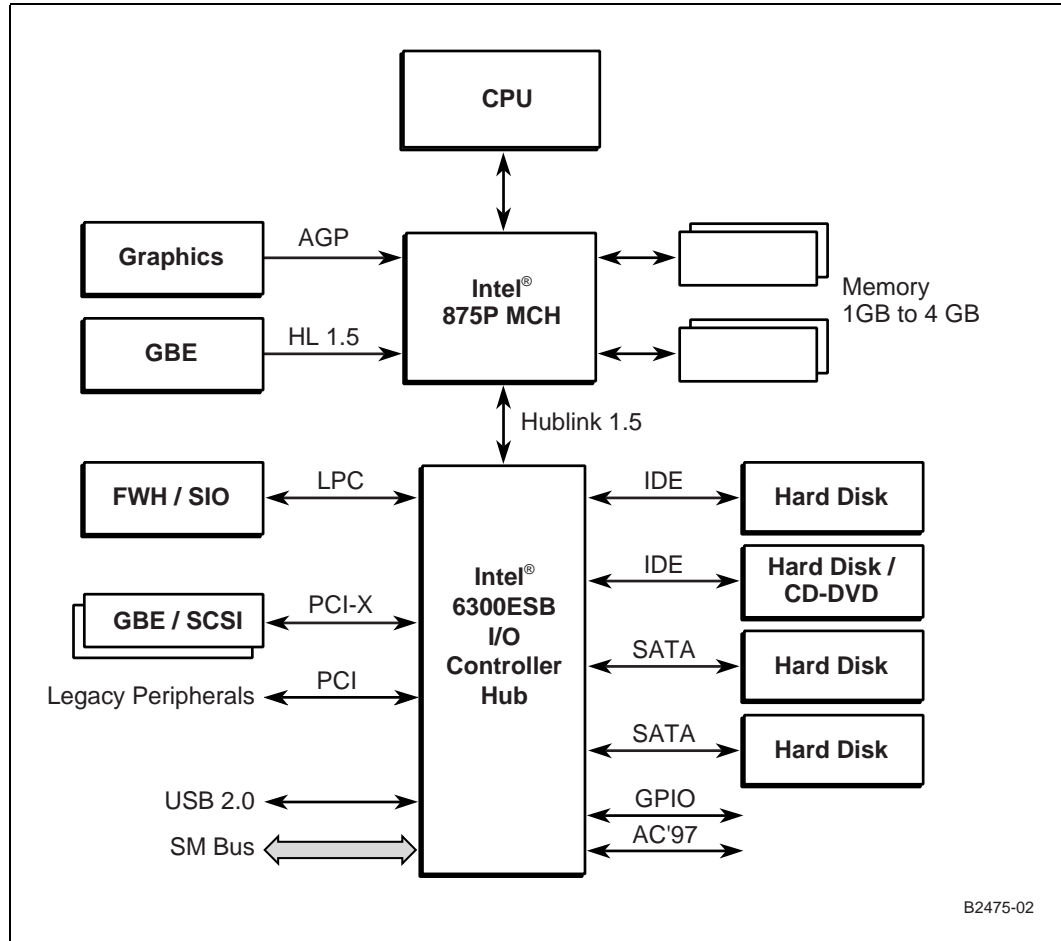 CPU
Graphics
AGP
Intel®
875P MCH
Memory
1GB to 4 GB
GBE
HL 1.5
Hublink 1.5
FWH / SIO
LPC
IDE
Hard Disk
Intel®
6300ESB
I/O
Controller
Hub
IDE
Hard Disk /
CD-DVD
GBE / SCSI
PCI-X
SATA
Hard Disk
Legacy Peripherals
PCI
SATA
Hard Disk
USB 2.0
GPIO
SM Bus
AC'97
B2475-02